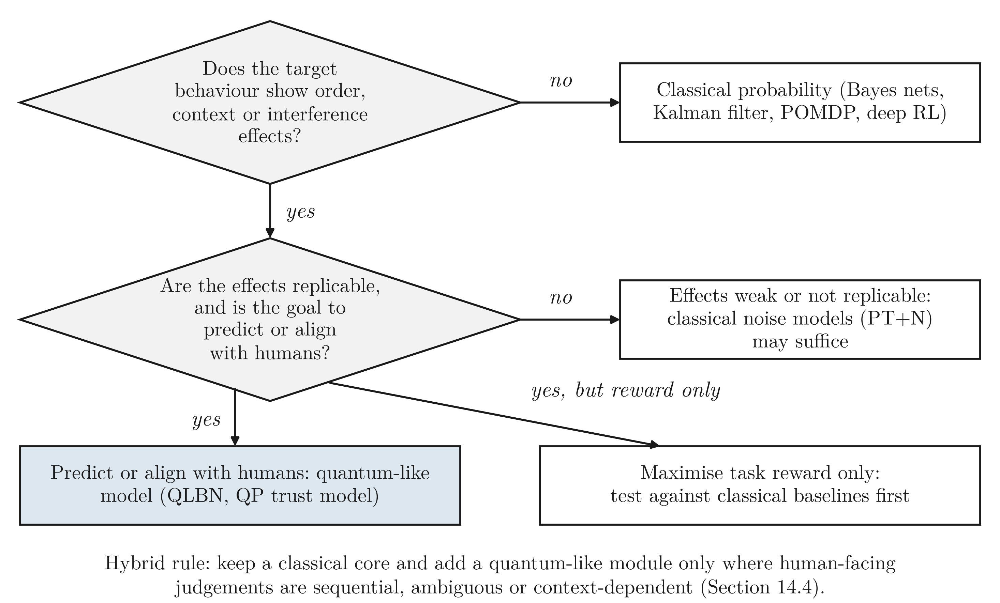 Does the target
behaviour show order,
context or interference
effects?
no
Classical probability (Bayes nets,
Kalman filter, POMDP, deep RL)
yes
Are the effects replicable,
and is the goal to
predict or align
with humans?
no
Effects weak or not replicable:
classical noise models (PT+N)
may suffice
yes, but reward only
yes
Predict or align with humans: quantum-like
model (QLBN, QP trust model)
Maximise task reward only:
test against classical baselines first
Hybrid rule: keep a classical core and add a quantum-like module only where human-facing
judgements are sequential, ambiguous or context-dependent (Section 14.4).